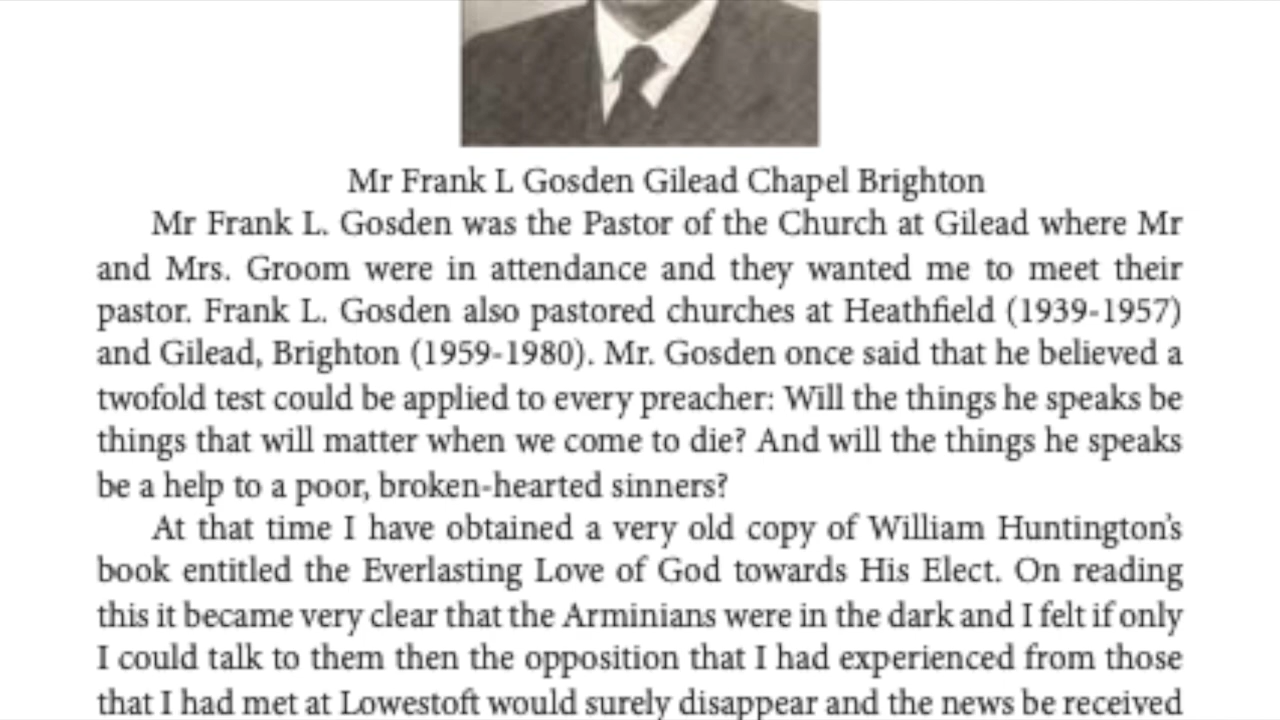 Mr Frank L Gosden Gilead Chapel Brighton
Mr Frank L. Gosden was the Pastor of the Church at Gilead where Mr
and Mrs. Groom were in attendance and they wanted me to meet their
pastor. Frank L. Gosden also pastored churches at Heathfield (1939-1957)
and Gilead, Brighton (1959-1980). Mr. Gosden once said that he believed a
twofold test could be applied to every preacher: Will the things he speaks be
things that will matter when we come to die? And will the things he speaks
be a help to a poor, broken-hearted sinners?
At that time I have obtained a very old copy of William Huntington's
book entitled the Everlasting Love of God towards His Elect. On reading
this it became very clear that the Arminians were in the dark and I felt if only
I could talk to them then the opposition that I had experienced from those
that I had met at Lowestoft would surely disappear and the news be received